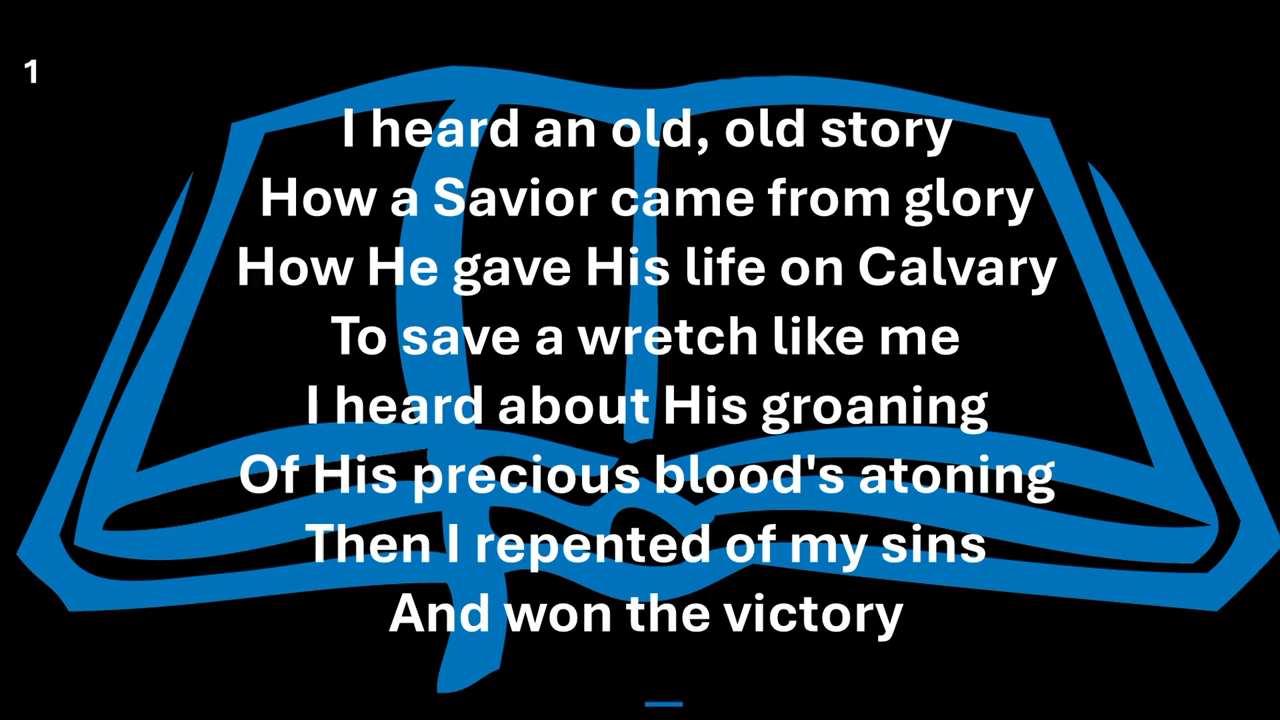 1
I heard an old, old story
How a Savior came from glory
How He gave His life on Calvary
To save a wretch like me
I heard about His groaning
Of His precious blood's atoning
Then I repented of my sins
And won the victory